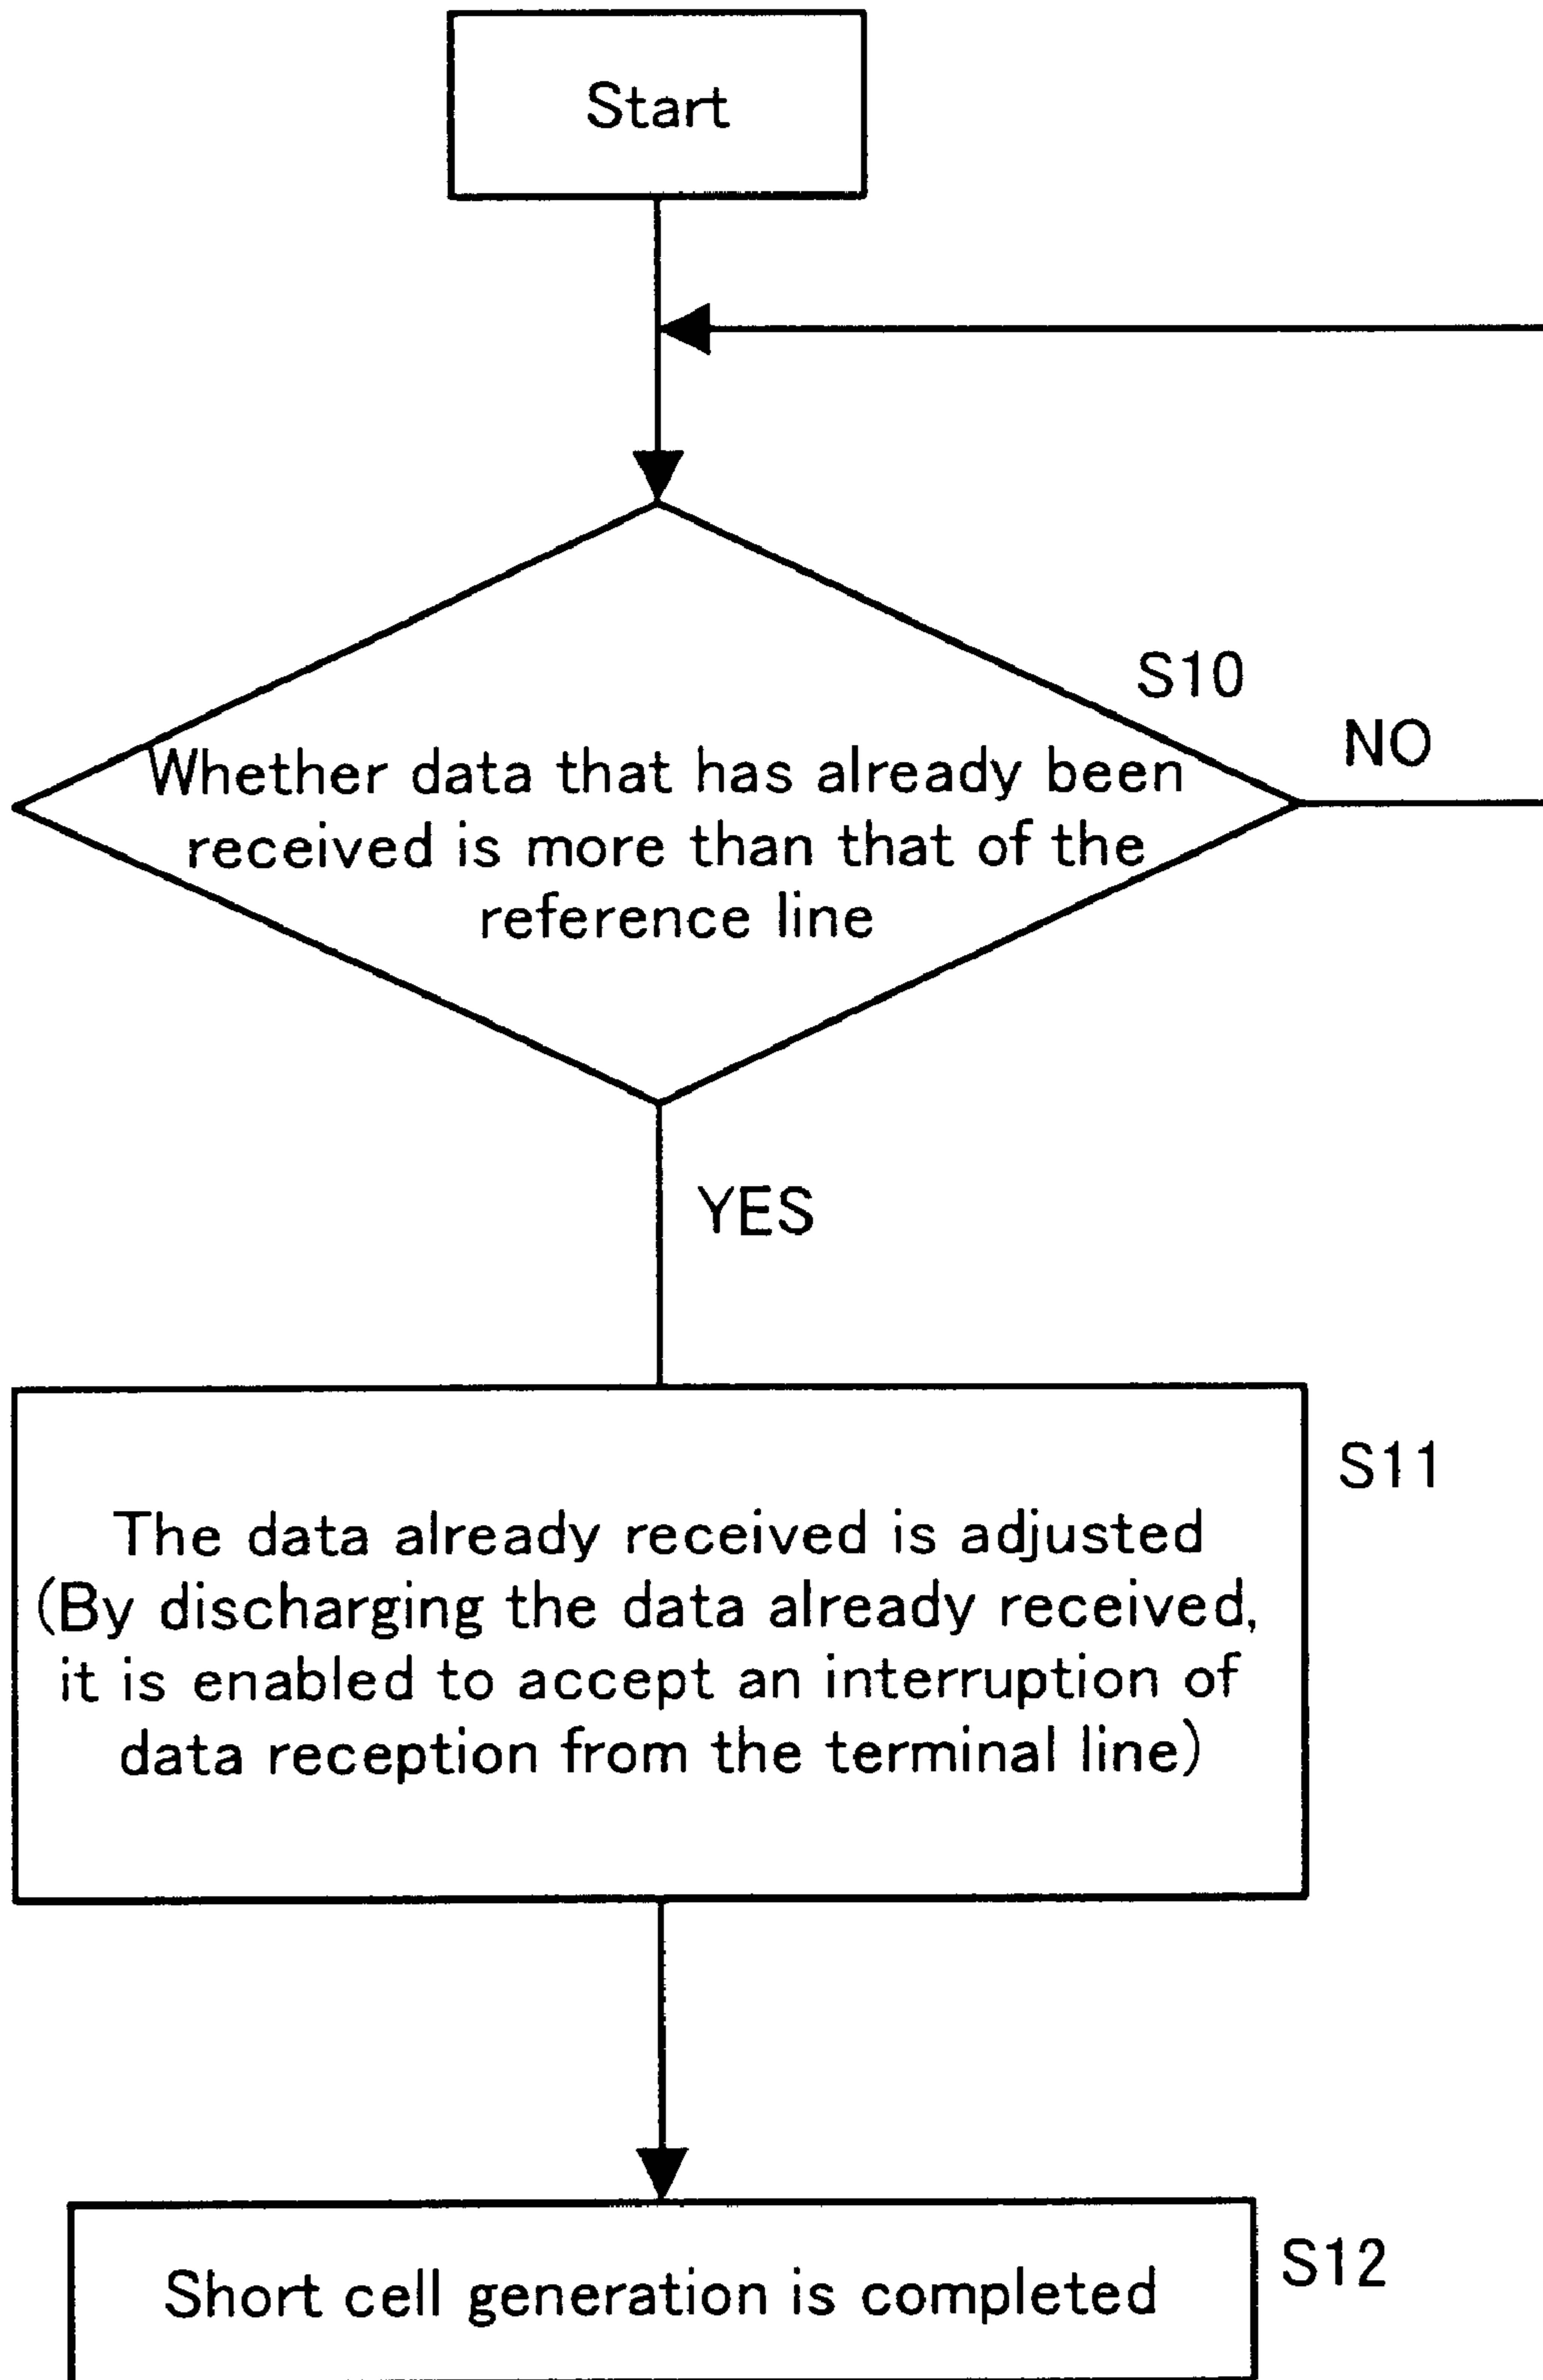 Start
S10
NO
Whether data that has already been
received is more than that of the
reference line
YES
S11
The data already received is adjusted
(By discharging the data already received,
it is enabled to accept an interruption of
data reception from the terminal line)
S12
Short cell generation is completed